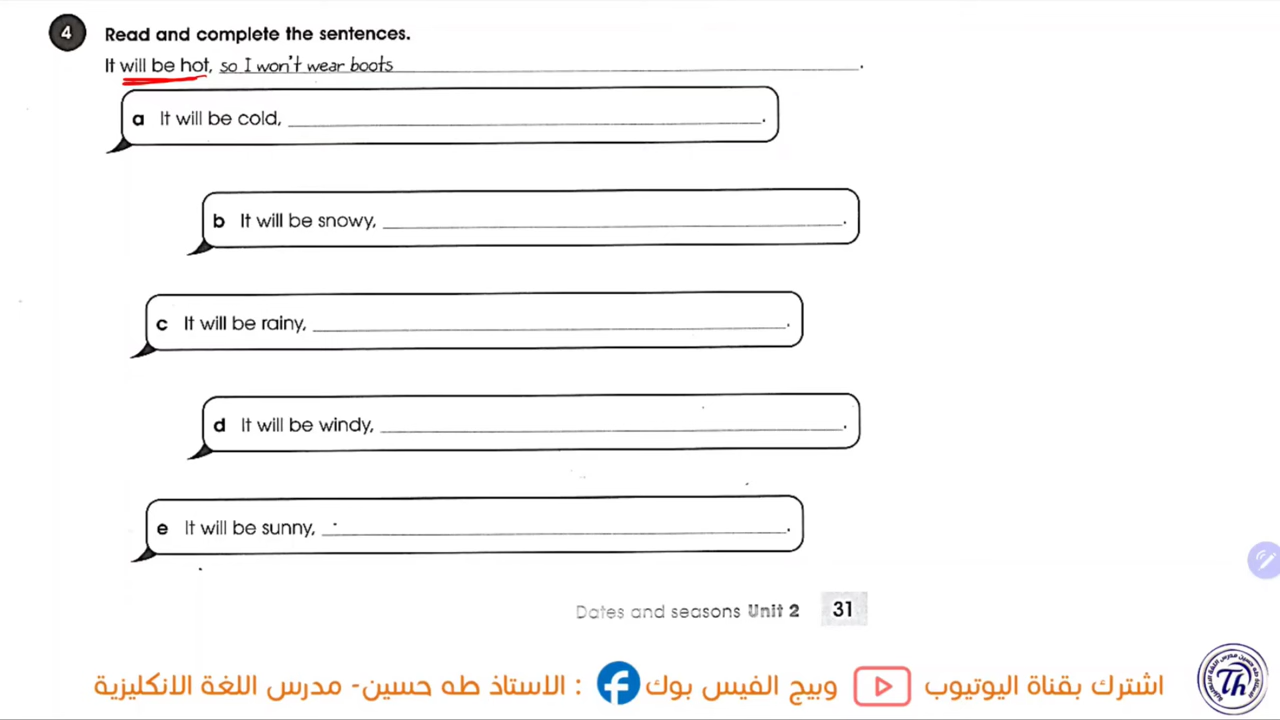 4 Read and complete the sentences.
It will be hot, so I won't wear boots.
a It will be cold, .
b It will be snowy, .
c It will be rainy, .
d It will be windy, .
e It will be sunny, .
Dates and seasons Unit 2 31
اشترك بقناة اليوتيوب وبيج الفيس بوك : الاستاذ طه حسين- مدرس اللغة الانكليزية
Th